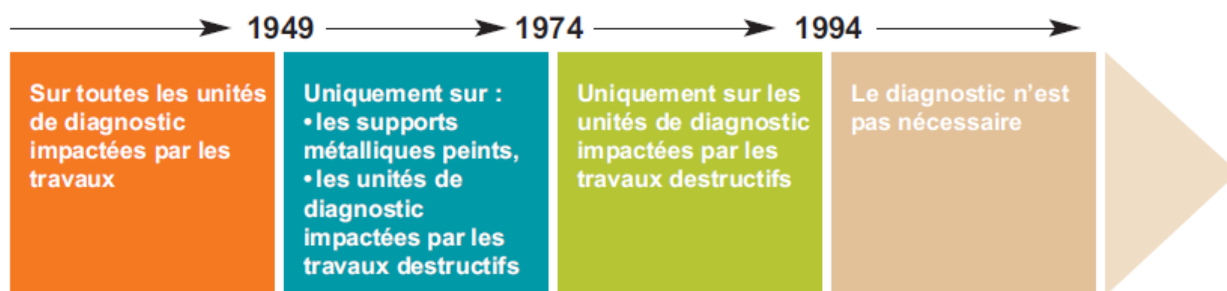 1949
1974
1994
Sur toutes les unités
de diagnostic
impactées par les
travaux
Uniquement sur :
•les supports
métalliques peints,
•les unités de
diagnostic
impactées par les
travaux destructifs
Uniquement sur les
unités de diagnostic
impactées par les
travaux destructifs
Le diagnostic n’est
pas nécessaire